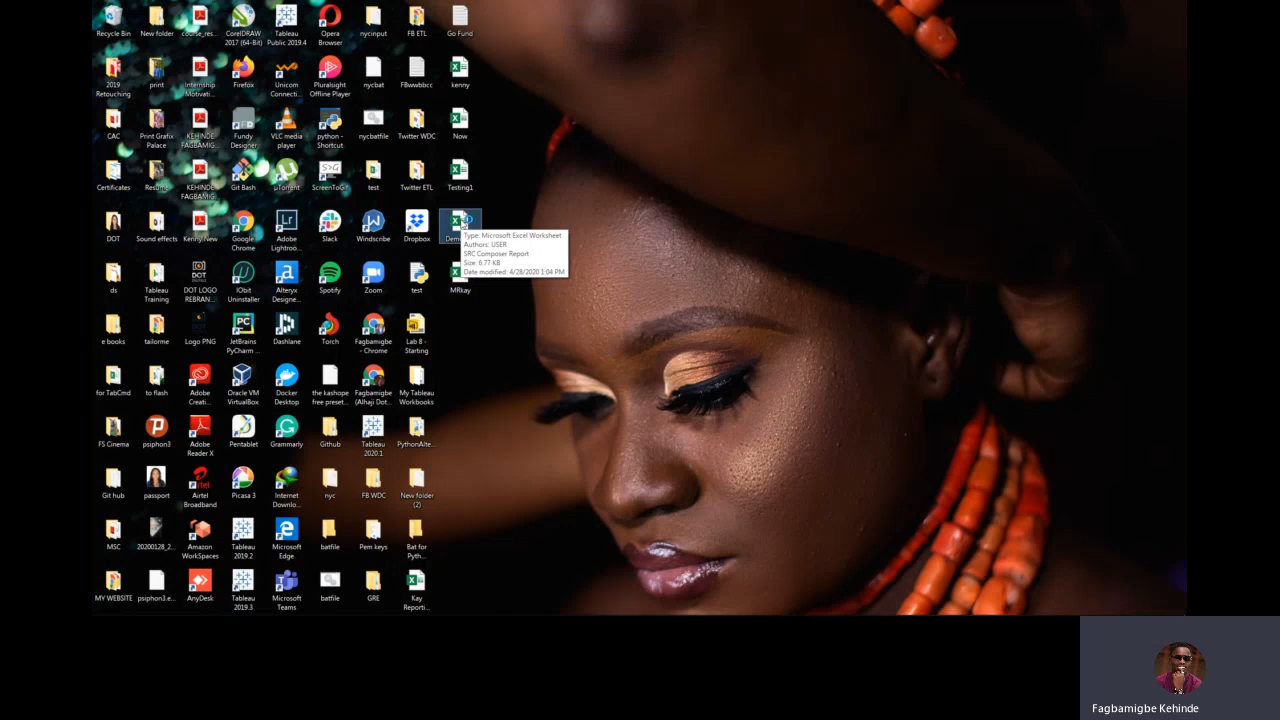 Recycle Bin
New folder
course_res...
CorelDRAW
2017 (64-Bit)
Tableau
Public 2019.4
Opera
Browser
nycinput
FB ETL
Go Fund
2019
Retouching
print
Internship
Motivati...
Firefox
Unicom
Connecti...
Pluralsight
Offline Player
nycbat
FBwwbbcc
kenny
CAC
Print Grafix
Palace
KEHINDE
FAGBAMIG...
Fundy
Designer
VLC media
player
python -
Shortcut
nycbatfile
Twitter WDC
Now
Certificates
Resume
KEHINDE
FAGBAMIG...
Git Bash
µTorrent
ScreenToGif
test
Twitter ETL
Testing1
DOT
Sound effects
Kenny New
Google
Chrome
Adobe
Lightroo...
Slack
Windscribe
Dropbox
Type: Microsoft Excel Worksheet
Authors: USER
SRC Composer Report
Size: 6.77 KB
Date modified: 4/28/2020 1:04 PM
ds
Tableau
Training
DOT LOGO
REBRAN...
IObit
Uninstaller
Alteryx
Designe...
Spotify
Zoom
test
MRkay
e books
tailorme
Logo PNG
JetBrains
PyCharm ...
Dashlane
Torch
Fagbamigbe
- Chrome
Lab 8 -
Starting
for TabCmd
to flash
Adobe
Creati...
Oracle VM
VirtualBox
Docker
Desktop
the kashope
free preset...
Fagbamigbe
(Alhaji Dot...
My Tableau
Workbooks
FS Cinema
psiphon3
Adobe
Reader X
Pentablet
Grammarly
Github
Tableau
2020.1
PythonAlte...
Git hub
passport
Airtel
Broadband
Picasa 3
Internet
Downlo...
nyc
FB WDC
New folder
(2)
MSC
20200128_2...
Amazon
WorkSpaces
Tableau
2019.2
Microsoft
Edge
batfile
Pem keys
Bat for
Pyth...
MY WEBSITE
psiphon3.e...
AnyDesk
Tableau
2019.3
Microsoft
Teams
batfile
GRE
Kay
Reporti...
Fagbamigbe Kehinde